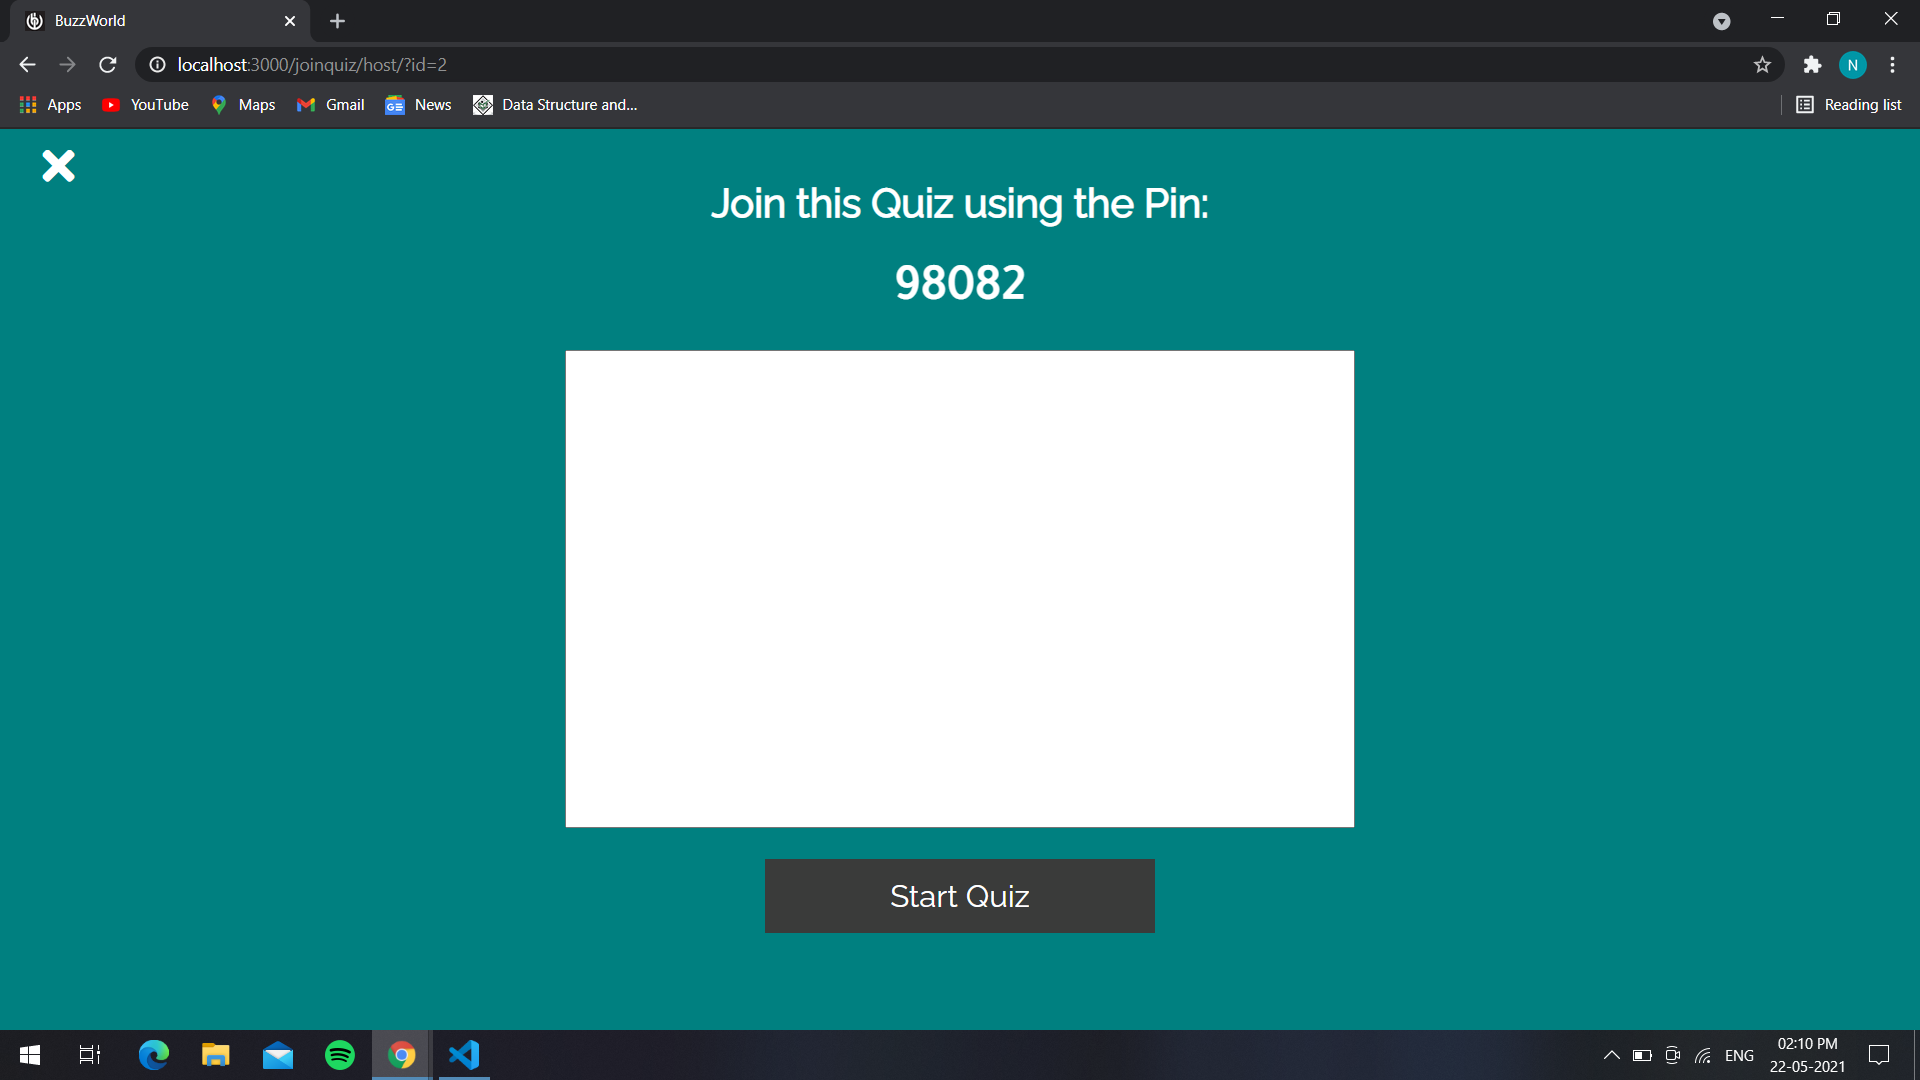 BuzzWorld
localhost:3000/joinquiz/host/?id=2
N
Apps
YouTube
Maps
Gmail
GE
News
Data Structure and...
Reading list
Join this Quiz using the Pin:
98082
Start Quiz
ENG
02:10 PM
22-05-2021